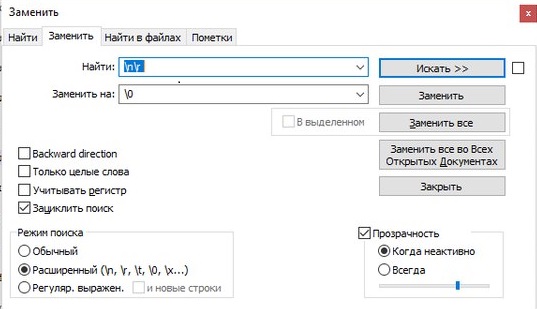 Заменить
Найти Заменить Найти в файлах Пометки
Найти: \n\r Искать >>
Заменить на: \0 Заменить
В выделенном Заменить все
Backward direction Заменить все во Всех
Только целые слова Открытых Документах
Учитывать регистр Закрыть
Зациклить поиск
Режим поиска Прозрачность
Обычный Когда неактивно
Расширенный (\n, \r, \t, \0, \x...) Всегда
Регуляр. выражен. и новые строки